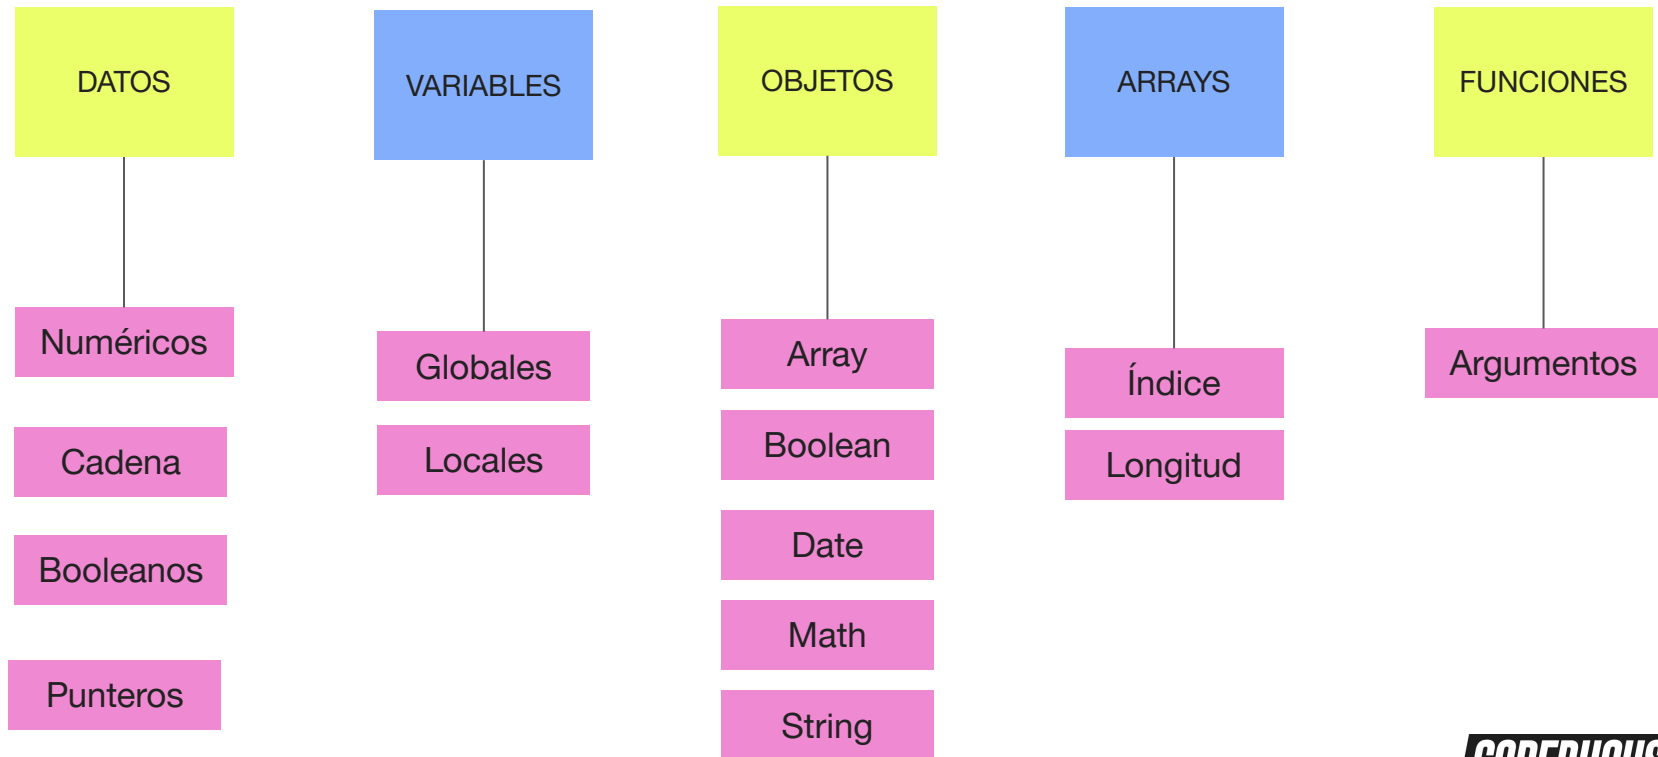 DATOS
VARIABLES
OBJETOS
ARRAYS
FUNCIONES
Numéricos
Cadena
Booleanos
Punteros
Globales
Locales
Array
Boolean
Date
Math
String
Índice
Longitud
Argumentos